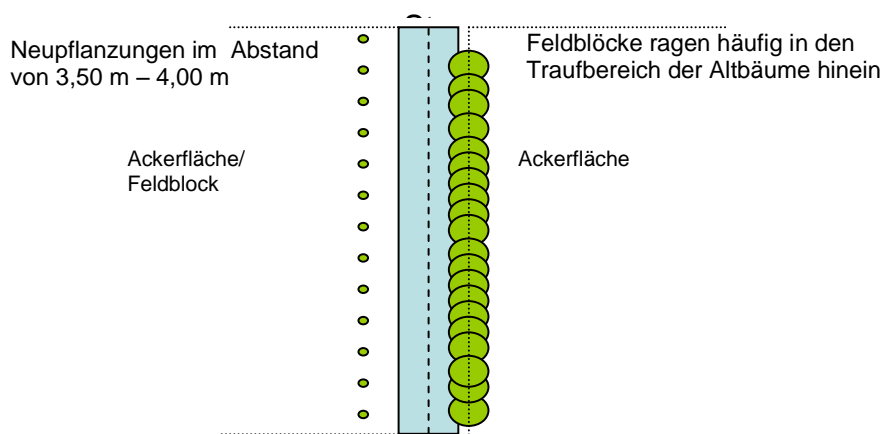 Neupflanzungen im Abstand
von 3,50 m – 4,00 m
Feldblöcke ragen häufig in den
Traufbereich der Altbäume hinein
Ackerfläche/
Feldblock
Ackerfläche